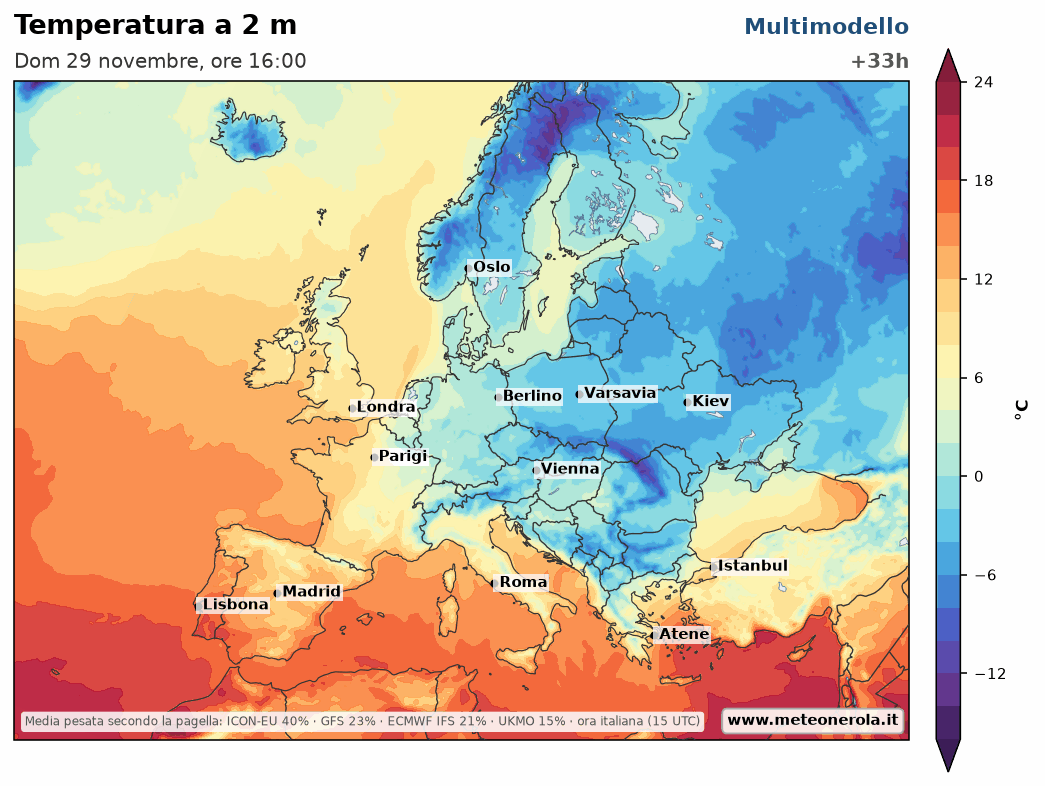 Temperatura a 2 m
Multimodello
Dom 29 novembre, ore 16:00
+33h
24
18
12
6
0
−6
−12
°C
Oslo
Londra
Berlino
Varsavia
Kiev
Parigi
Vienna
Istanbul
Roma
Madrid
Lisbona
Atene
Media pesata secondo la pagella: ICON-EU 40% · GFS 23% · ECMWF IFS 21% · UKMO 15% · ora italiana (15 UTC)
www.meteonerola.it